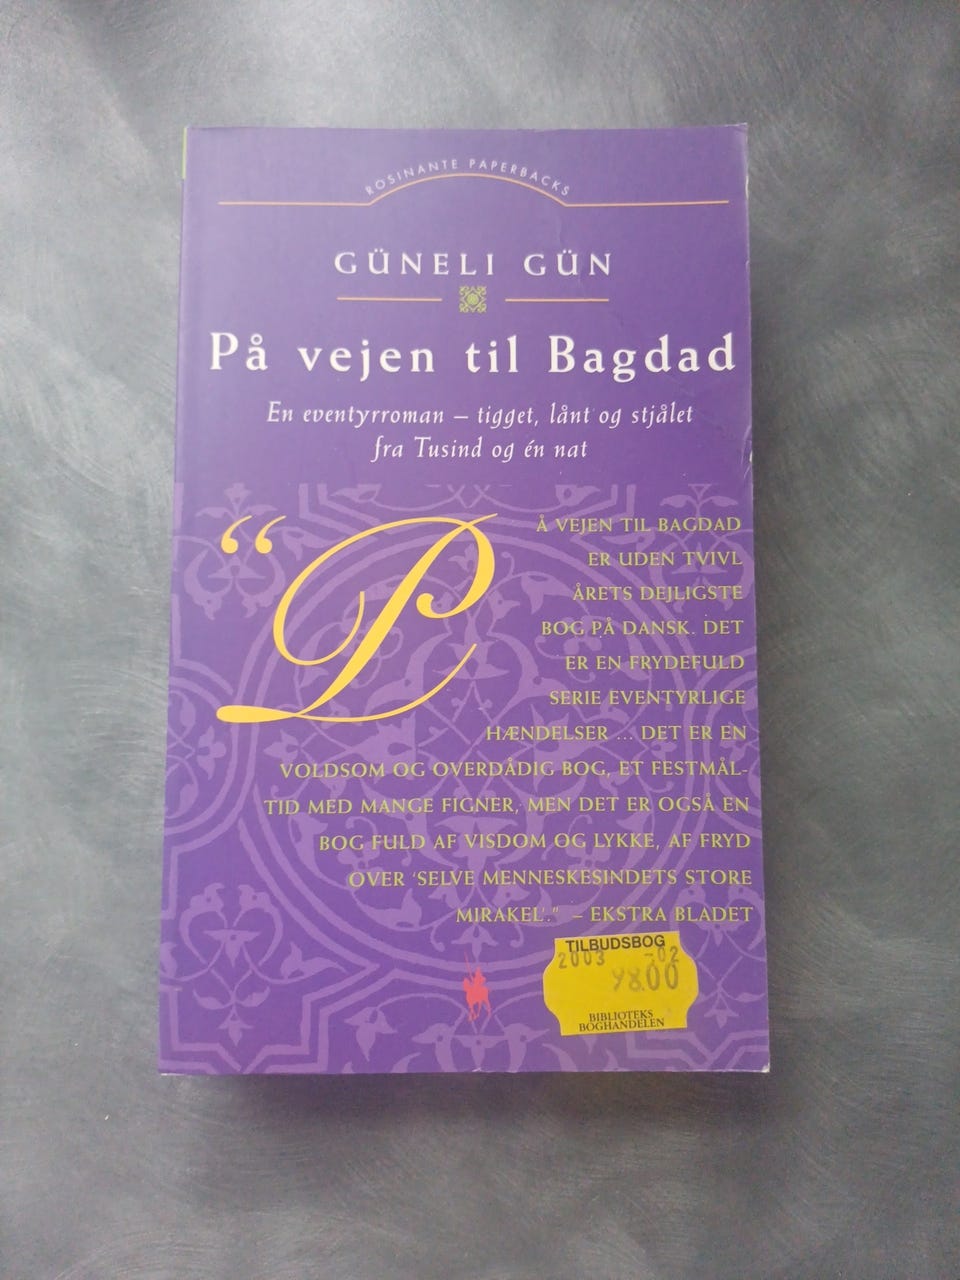 ROSINANTE PAPERBACKS
GÜNELI GÜN
På vejen til Bagdad
En eventyrroman – tigget, lånt og stjålet
fra Tusind og én nat
“PÅ VEJEN TIL BAGDAD
ER UDEN TVIVL
ÅRETS DEJLIGSTE
BOG PÅ DANSK. DET
ER EN FRYDEFULD
SERIE EVENTYRLIGE
HÆNDELSER ... DET ER EN
VOLDSOM OG OVERDÅDIG BOG, ET FESTMÅL-
TID MED MANGE FIGNER, MEN DET ER OGSÅ EN
BOG FULD AF VISDOM OG LYKKE, AF FRYD
OVER ‘SELVE MENNESKESINDETS STORE
MIRAKEL’.” – EKSTRA BLADET
TILBUDSBOG
2003 -02
98.00
BIBLIOTEKS
BOGHANDELEN